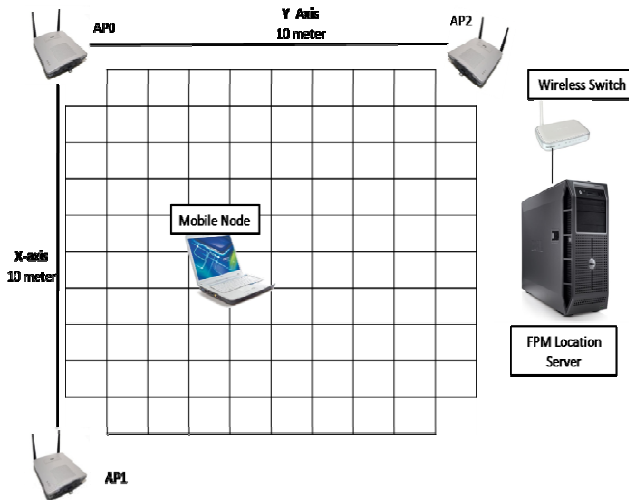 Y Axis
10 meter
AP0
AP2
Wireless Switch
Mobile Node
X-axis
10 meter
FPM Location
Server
AP1